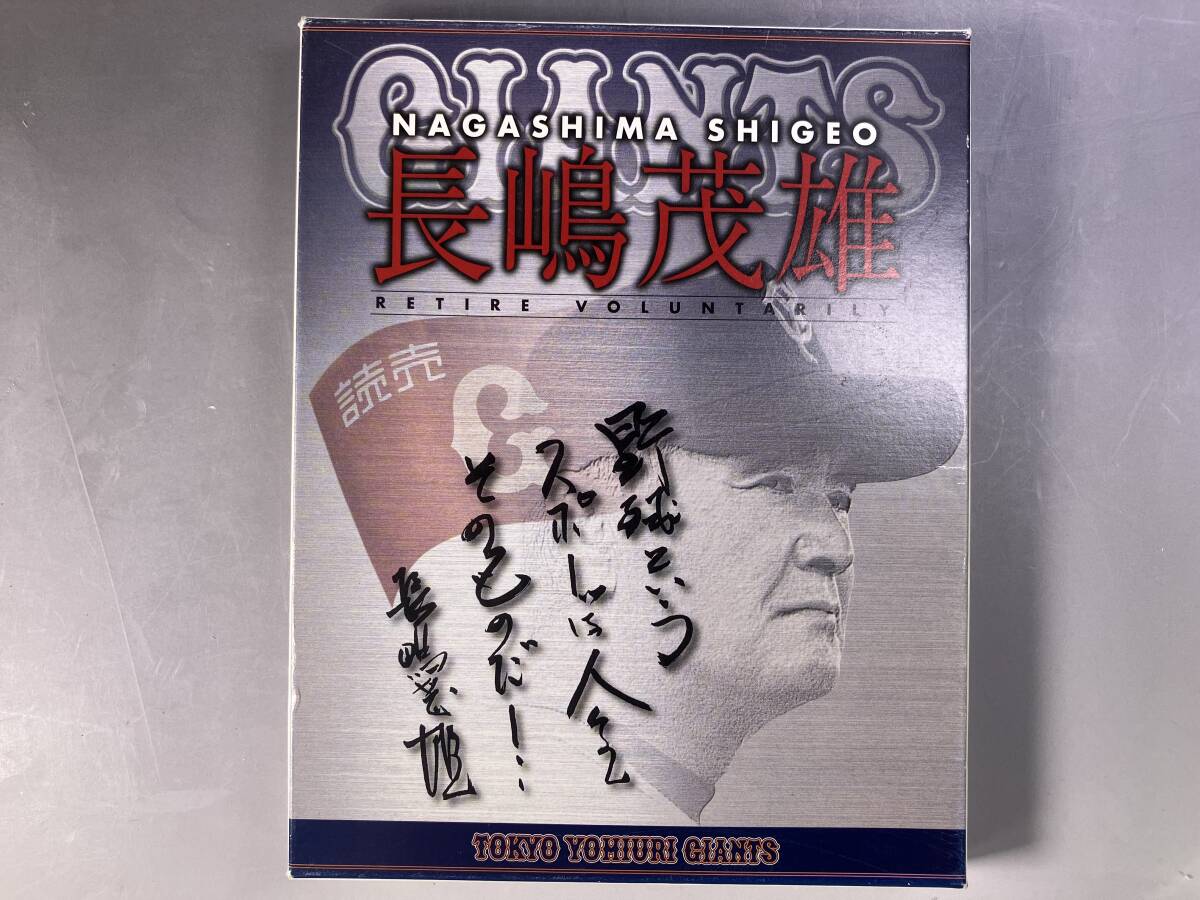 GIANTS
NAGASHIMA SHIGEO
長嶋茂雄
RETIRE VOLUNTARILY
読売
G
野球という
スポーツは人生
そのものだ!…
長嶋茂雄
TOKYO YOMIURI GIANTS